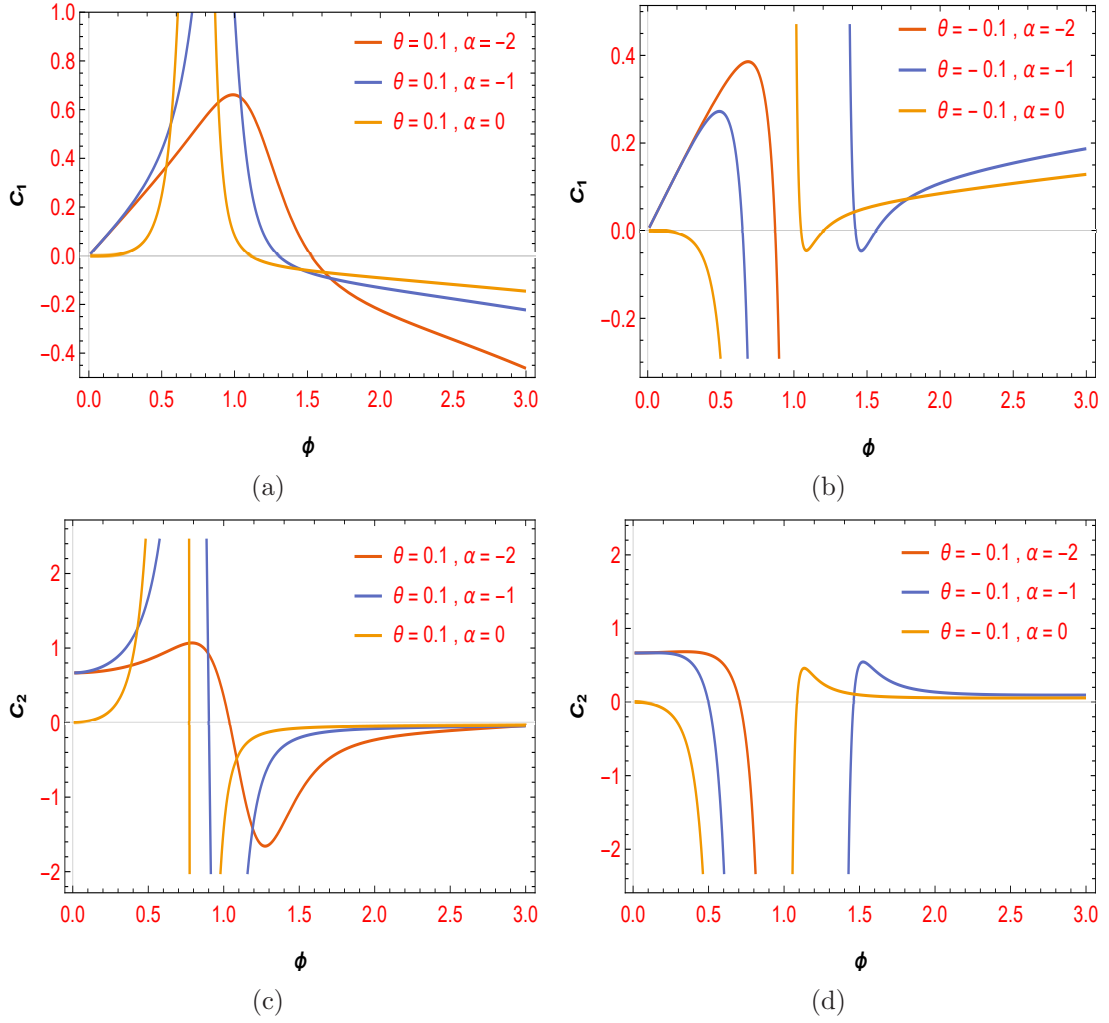 1.0
0.8
0.6
0.4
0.2
0.0
−0.2
−0.4
C₁
θ = 0.1 , α = −2
θ = 0.1 , α = −1
θ = 0.1 , α = 0
0.0 0.5 1.0 1.5 2.0 2.5 3.0
ϕ
(a)
0.4
0.2
0.0
−0.2
C₁
θ = − 0.1 , α = −2
θ = − 0.1 , α = −1
θ = − 0.1 , α = 0
0.0 0.5 1.0 1.5 2.0 2.5 3.0
ϕ
(b)
2
1
0
−1
−2
C₂
θ = 0.1 , α = −2
θ = 0.1 , α = −1
θ = 0.1 , α = 0
0.0 0.5 1.0 1.5 2.0 2.5 3.0
ϕ
(c)
2
1
0
−1
−2
C₂
θ = − 0.1 , α = −2
θ = − 0.1 , α = −1
θ = − 0.1 , α = 0
0.0 0.5 1.0 1.5 2.0 2.5 3.0
ϕ
(d)